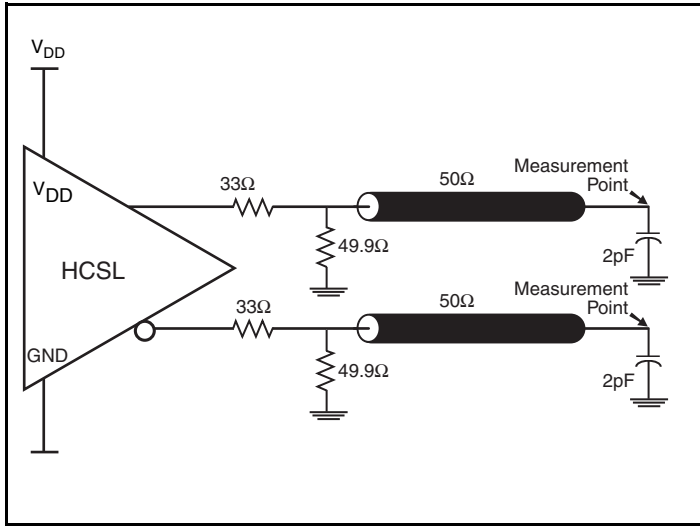 VDD
VDD
HCSL
GND
33Ω
49.9Ω
50Ω
Measurement
Point
2pF
33Ω
49.9Ω
50Ω
Measurement
Point
2pF